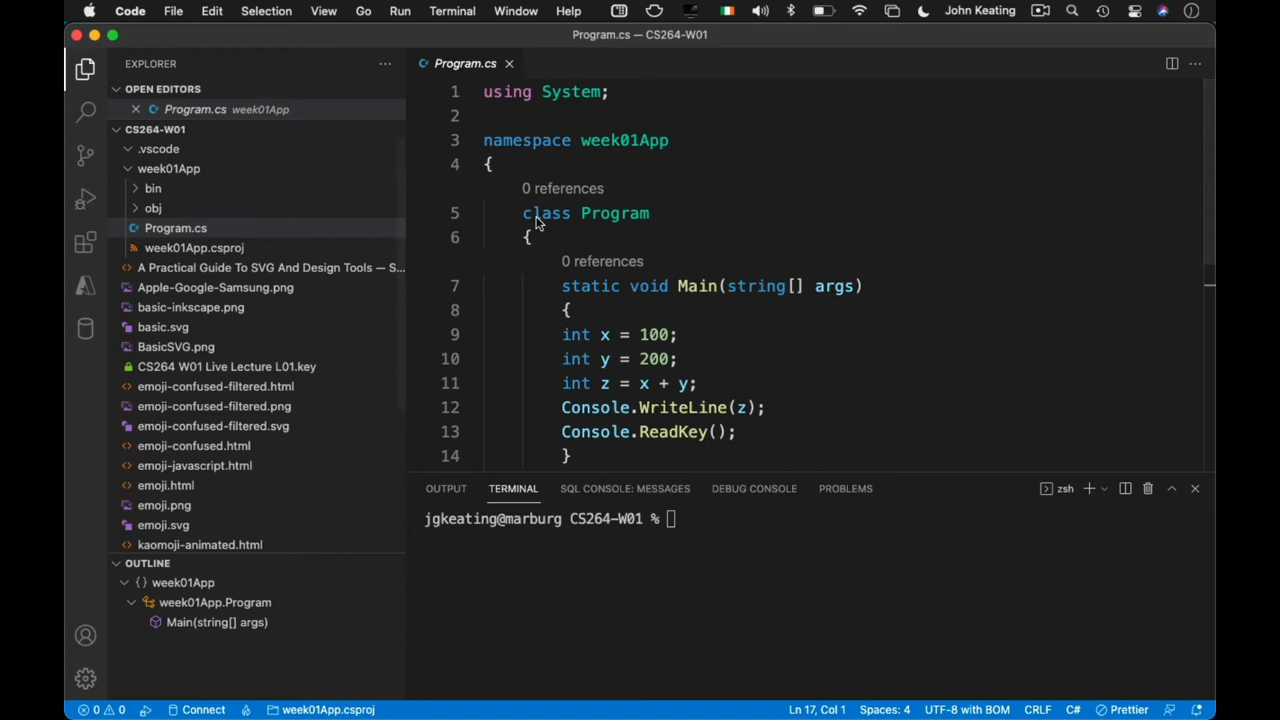 Code File Edit Selection View Go Run Terminal Window Help John Keating
Program.cs — CS264-W01
EXPLORER
OPEN EDITORS
Program.cs week01App
CS264-W01
.vscode
week01App
bin
obj
Program.cs
week01App.csproj
A Practical Guide To SVG And Design Tools — S...
Apple-Google-Samsung.png
basic-inkscape.png
basic.svg
BasicSVG.png
CS264 W01 Live Lecture L01.key
emoji-confused-filtered.html
emoji-confused-filtered.png
emoji-confused-filtered.svg
emoji-confused.html
emoji-javascript.html
emoji.html
emoji.png
emoji.svg
kaomoji-animated.html
OUTLINE
{} week01App
week01App.Program
Main(string[] args)
Program.cs
1 using System;
2
3 namespace week01App
4 {
0 references
5 class Program
6 {
0 references
7 static void Main(string[] args)
8 {
9 int x = 100;
10 int y = 200;
11 int z = x + y;
12 Console.WriteLine(z);
13 Console.ReadKey();
14 }
OUTPUT TERMINAL SQL CONSOLE: MESSAGES DEBUG CONSOLE PROBLEMS zsh
jgkeating@marburg CS264-W01 %
0 0 Connect week01App.csproj Ln 17, Col 1 Spaces: 4 UTF-8 with BOM CRLF C# Prettier